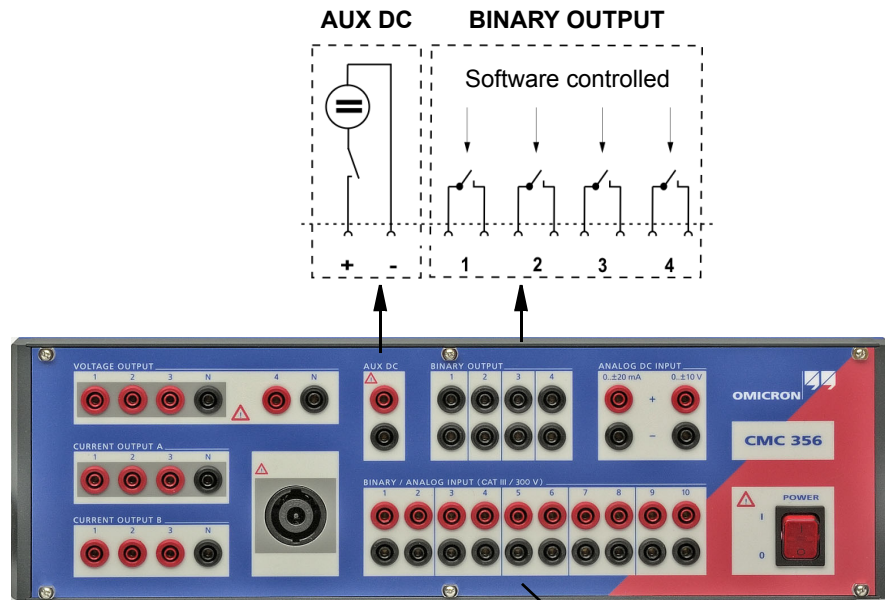 AUX DC BINARY OUTPUT
Software controlled
+ - 1 2 3 4
VOLTAGE OUTPUT
1 2 3 N 4 N
AUX DC
BINARY OUTPUT
1 2 3 4
ANALOG DC INPUT
0..±20 mA 0..±10 V
+
−
OMICRON
CMC 356
CURRENT OUTPUT A
1 2 3 N
BINARY / ANALOG INPUT (CAT III / 300 V)
1 2 3 4 5 6 7 8 9 10
POWER
I
0
CURRENT OUTPUT B
1 2 3 N